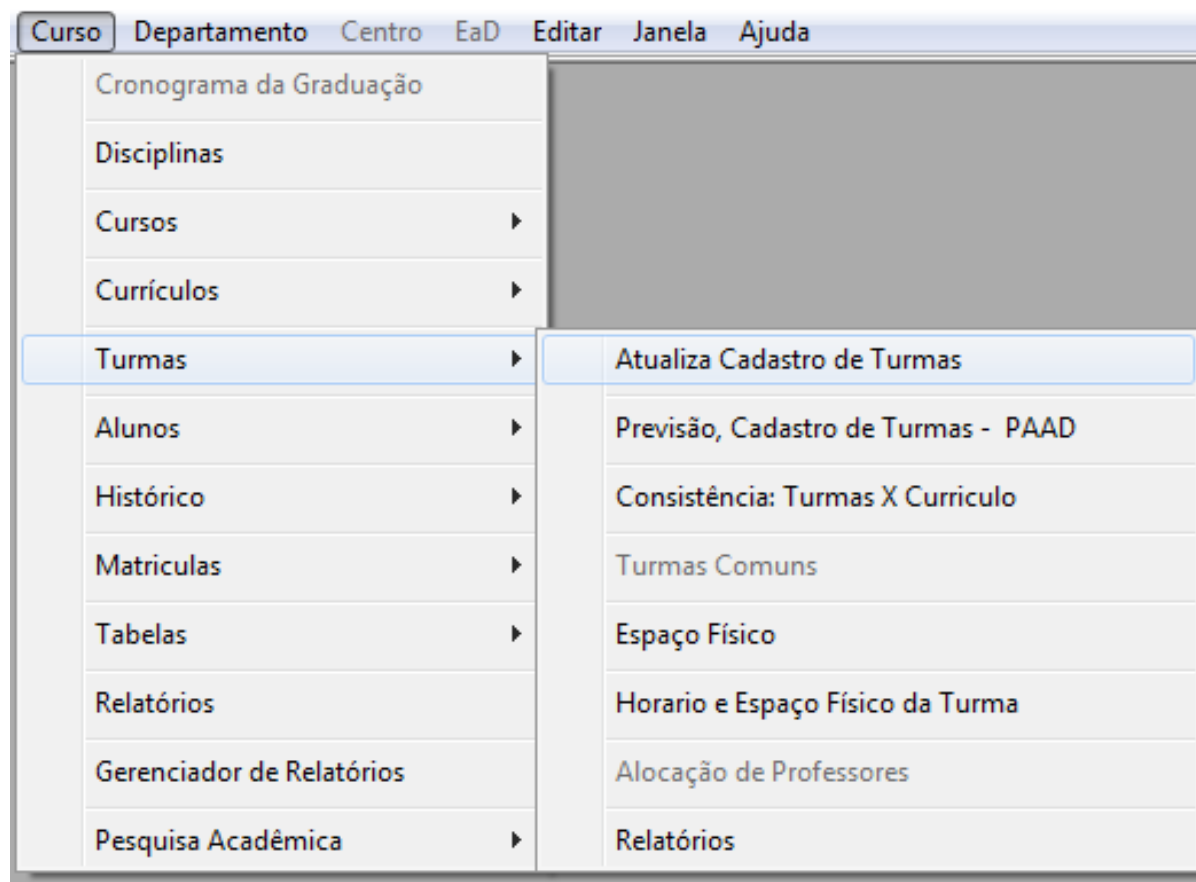 Curso Departamento Centro EaD Editar Janela Ajuda
Cronograma da Graduação
Disciplinas
Cursos
Currículos
Turmas
Alunos
Histórico
Matriculas
Tabelas
Relatórios
Gerenciador de Relatórios
Pesquisa Acadêmica
Atualiza Cadastro de Turmas
Previsão, Cadastro de Turmas - PAAD
Consistência: Turmas X Curriculo
Turmas Comuns
Espaço Físico
Horario e Espaço Físico da Turma
Alocação de Professores
Relatórios